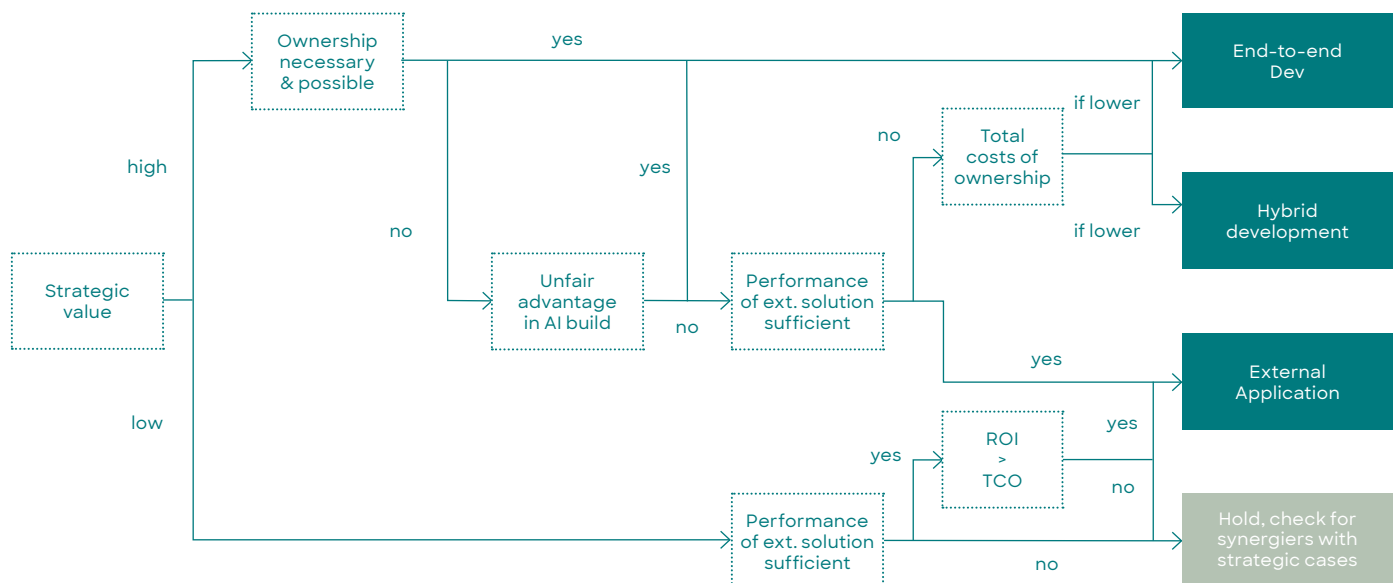 Ownership
necessary
& possible
yes
End-to-end
Dev
if lower
no
Total
costs of
ownership
high
yes
Hybrid
development
no
if lower
Strategic
value
Unfair
advantage
in AI build
no
Performance
of ext. solution
sufficient
yes
External
Application
low
yes
ROI
>
TCO
yes
no
Performance
of ext. solution
sufficient
no
Hold, check for
synergiers with
strategic cases